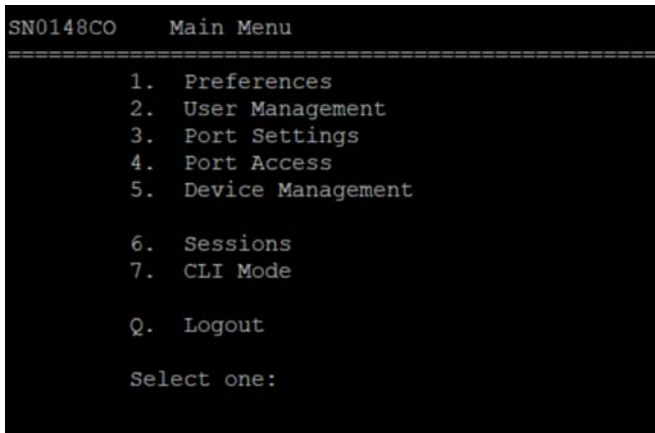 SN0148CO    Main Menu
================================================
1.  Preferences
2.  User Management
3.  Port Settings
4.  Port Access
5.  Device Management
6.  Sessions
7.  CLI Mode
Q.  Logout
Select one: